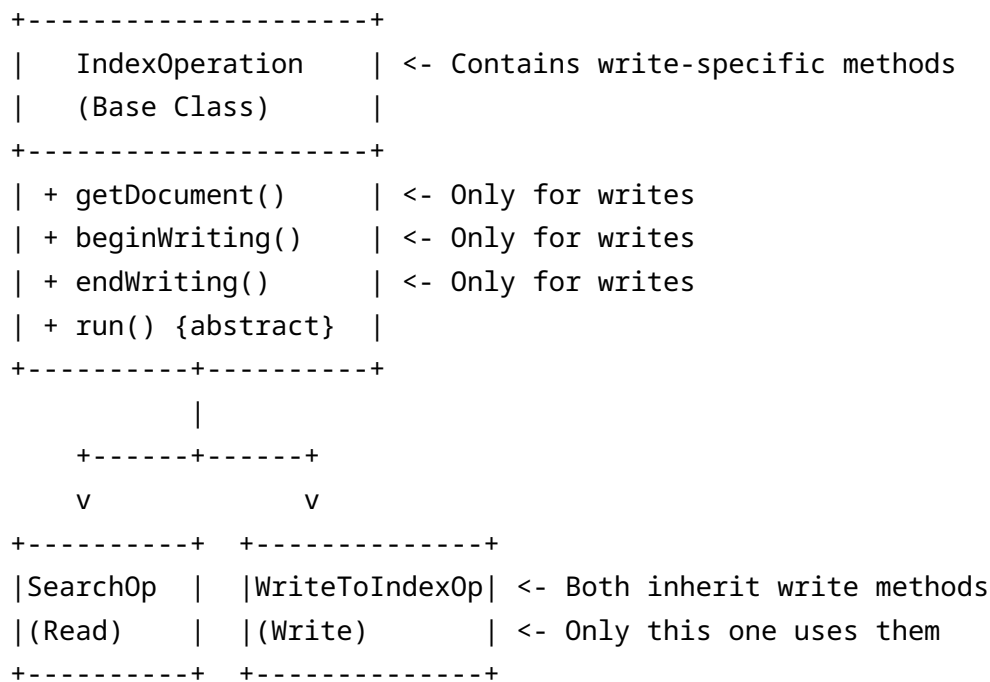 +---------------------+
|   IndexOperation    | <- Contains write-specific methods
|   (Base Class)      |
+---------------------+
| + getDocument()     | <- Only for writes
| + beginWriting()    | <- Only for writes
| + endWriting()      | <- Only for writes
| + run() {abstract}  |
+----------+----------+
           |
    +------+------+
    v             v
+----------+  +--------------+
|SearchOp  |  |WriteToIndexOp| <- Both inherit write methods
|(Read)    |  |(Write)       | <- Only this one uses them
+----------+  +--------------+